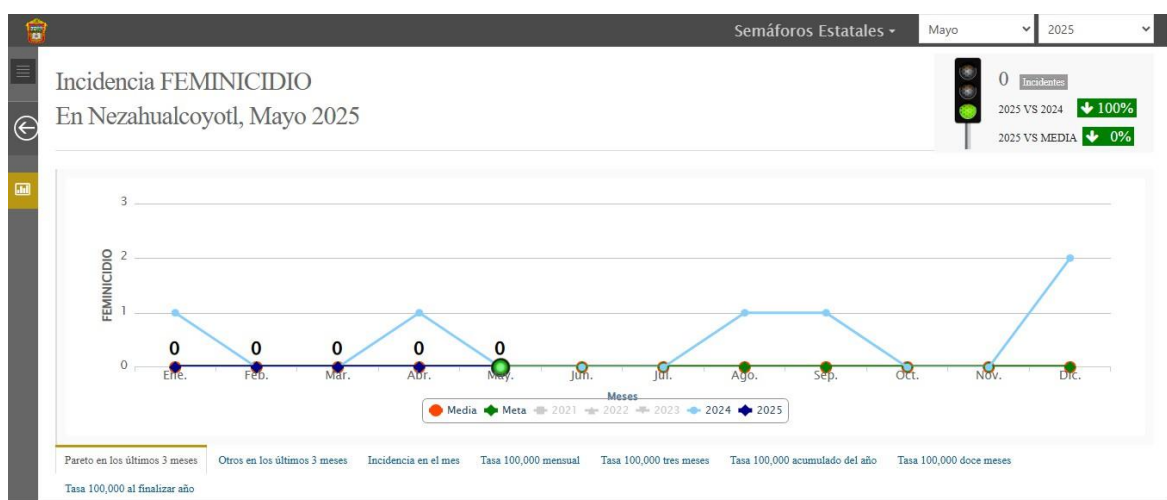 Semáforos Estatales
Mayo
2025
Incidencia FEMINICIDIO
En Nezahualcoyotl, Mayo 2025
0 Incidentes
2025 VS 2024 100%
2025 VS MEDIA 0%
FEMINICIDIO
3
2
1
0
0 0 0 0 0
Ene. Feb. Mar. Abr. May. Jun. Jul. Ago. Sep. Oct. Nov. Dic.
Meses
Media Meta 2021 2022 2023 2024 2025
Pareto en los últimos 3 meses Otros en los últimos 3 meses Incidencia en el mes Tasa 100,000 mensual Tasa 100,000 tres meses Tasa 100,000 acumulado del año Tasa 100,000 doce meses
Tasa 100,000 al finalizar año